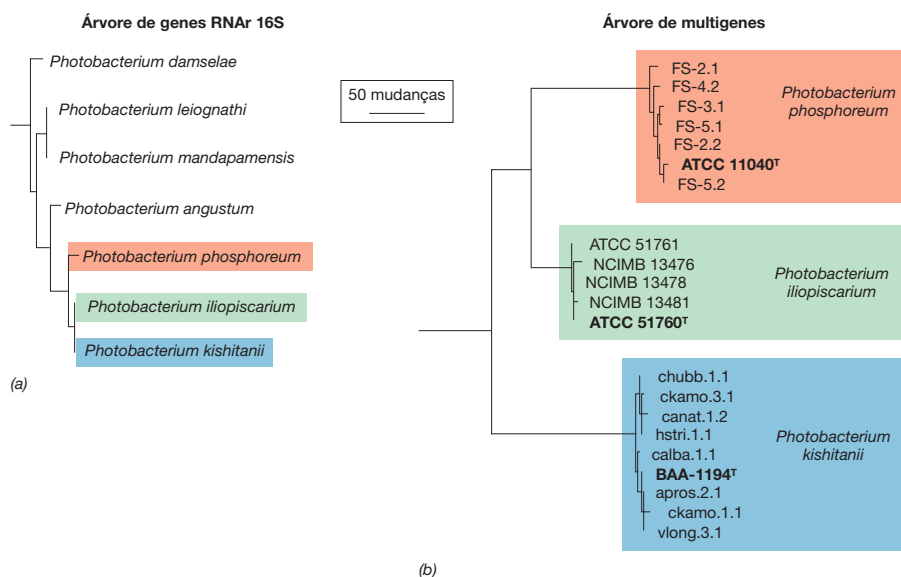 Árvore de genes RNAr 16S
Photobacterium damselae
Photobacterium leiognathi
Photobacterium mandapamensis
Photobacterium angustum
Photobacterium phosphoreum
Photobacterium iliopiscarium
Photobacterium kishitanii
(a)
50 mudanças
Árvore de multigenes
FS-2.1
FS-4.2
FS-3.1
FS-5.1
FS-2.2
ATCC 11040ᵀ
FS-5.2
Photobacterium
phosphoreum
ATCC 51761
NCIMB 13476
NCIMB 13478
NCIMB 13481
ATCC 51760ᵀ
Photobacterium
iliopiscarium
chubb.1.1
ckamo.3.1
canat.1.2
hstri.1.1
calba.1.1
BAA-1194ᵀ
apros.2.1
ckamo.1.1
vlong.3.1
Photobacterium
kishitanii
(b)